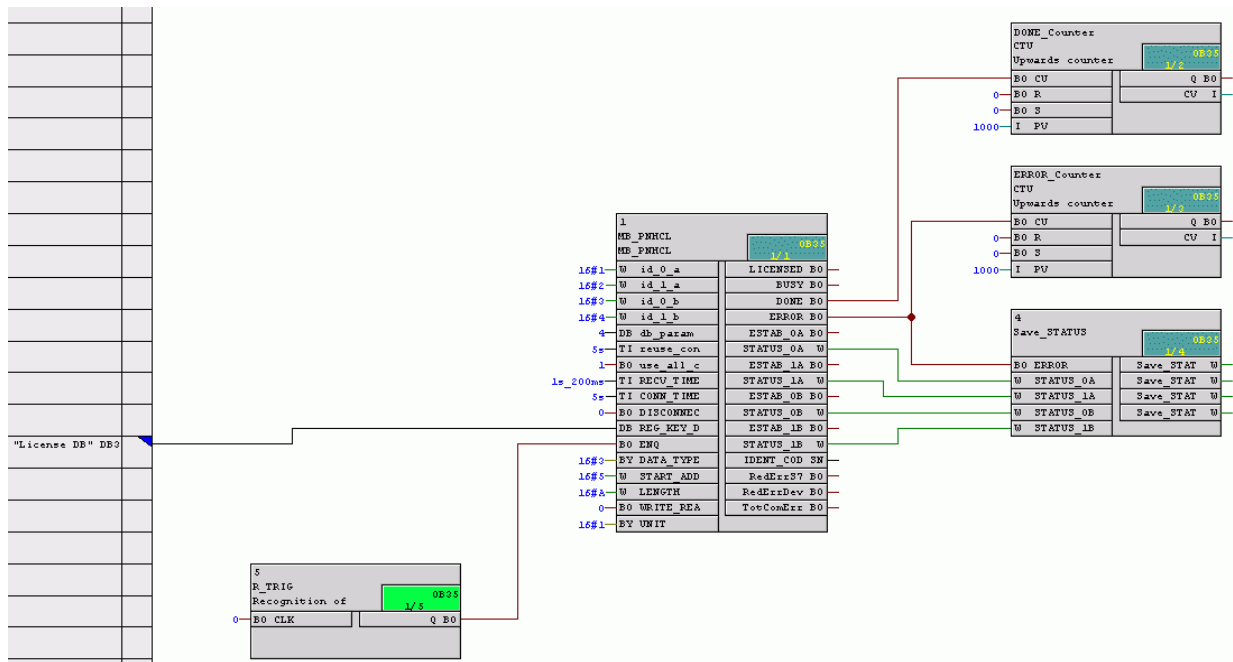 DONE_Counter
CTU
Upwards counter
OB35
1/2
BO CU
Q BO
0
BO R
CV I
0
BO S
1000
I PV
ERROR_Counter
CTU
Upwards counter
OB35
1/3
BO CU
Q BO
0
BO R
CV I
0
BO S
1000
I PV
1
MB_PNHCL
MB_PNHCL
OB35
1/1
16#1 W id_0_a LICENSED BO
16#2 W id_1_a BUSY BO
16#3 W id_0_b DONE BO
16#4 W id_1_b ERROR BO
4 DB db_param ESTAB_0A BO
5s TI reuse_con STATUS_0A W
1 BO use_all_c ESTAB_1A BO
1s_200ms TI RECV_TIME STATUS_1A W
5s TI CONN_TIME ESTAB_0B BO
0 BO DISCONNEC STATUS_0B W
DB REG_KEY_D ESTAB_1B BO
BO ENQ STATUS_1B W
16#3 BY DATA_TYPE IDENT_COD SN
16#5 W START_ADD RedErrS7 BO
16#A W LENGTH RedErrDev BO
0 BO WRITE_REA TotComErr BO
16#1 BY UNIT
4
Save_STATUS
OB35
1/4
BO ERROR Save_STAT W
W STATUS_0A Save_STAT W
W STATUS_1A Save_STAT W
W STATUS_0B Save_STAT W
W STATUS_1B
"License DB" DB3
5
R_TRIG
Recognition of
OB35
1/5
0 BO CLK Q BO